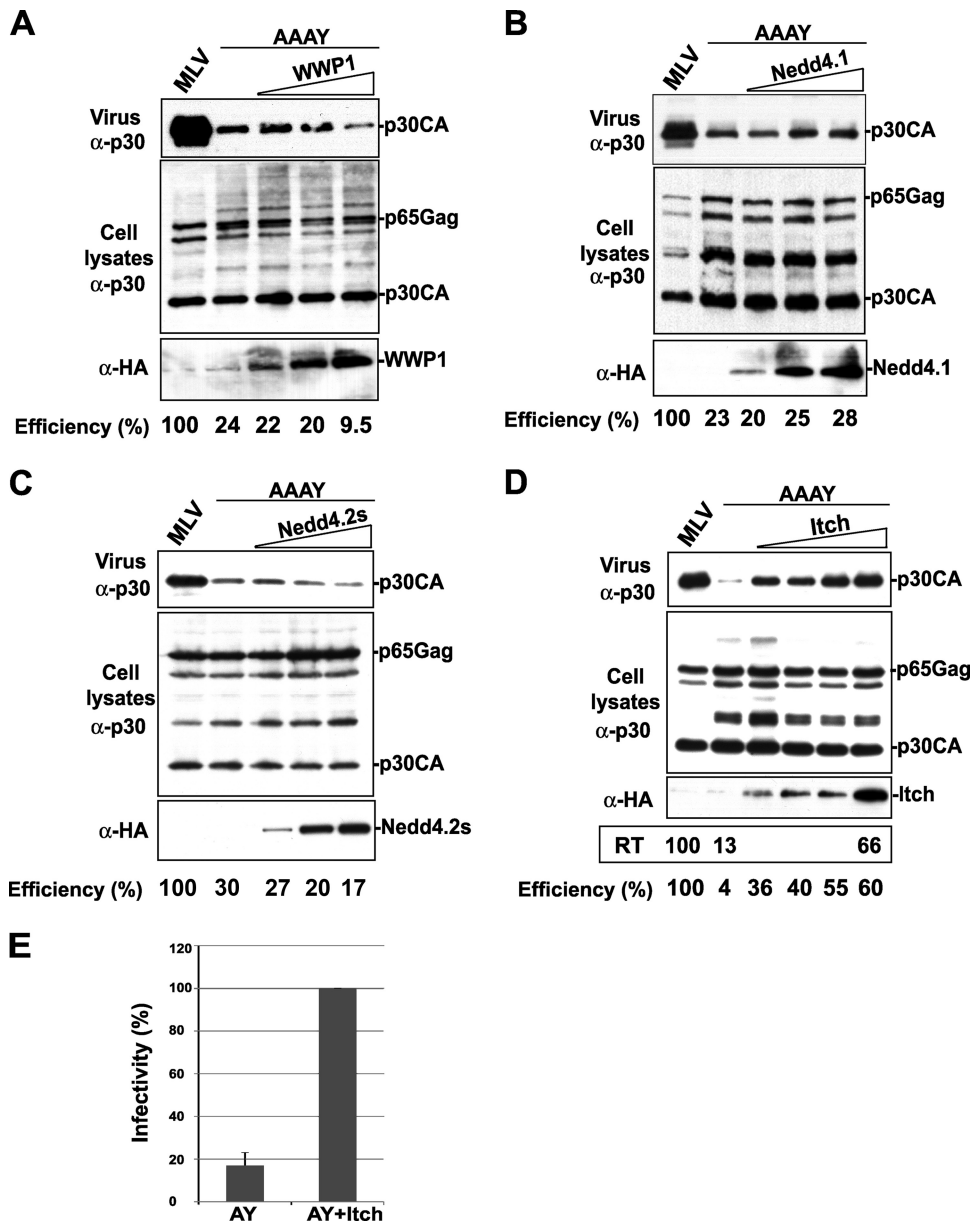 A
AAAY
MLV
WWP1
Virus
α-p30
p30CA
Cell
lysates
α-p30
p65Gag
p30CA
α-HA
WWP1
Efficiency (%) 100 24 22 20 9.5
B
AAAY
MLV
Nedd4.1
Virus
α-p30
p30CA
Cell
lysates
α-p30
p65Gag
p30CA
α-HA
Nedd4.1
Efficiency (%) 100 23 20 25 28
C
AAAY
MLV
Nedd4.2s
Virus
α-p30
p30CA
Cell
lysates
α-p30
p65Gag
p30CA
α-HA
Nedd4.2s
Efficiency (%) 100 30 27 20 17
D
AAAY
MLV
Itch
Virus
α-p30
p30CA
Cell
lysates
α-p30
p65Gag
p30CA
α-HA
Itch
RT 100 13 66
Efficiency (%) 100 4 36 40 55 60
E
Infectivity (%)
120
100
80
60
40
20
0
AY AY+Itch